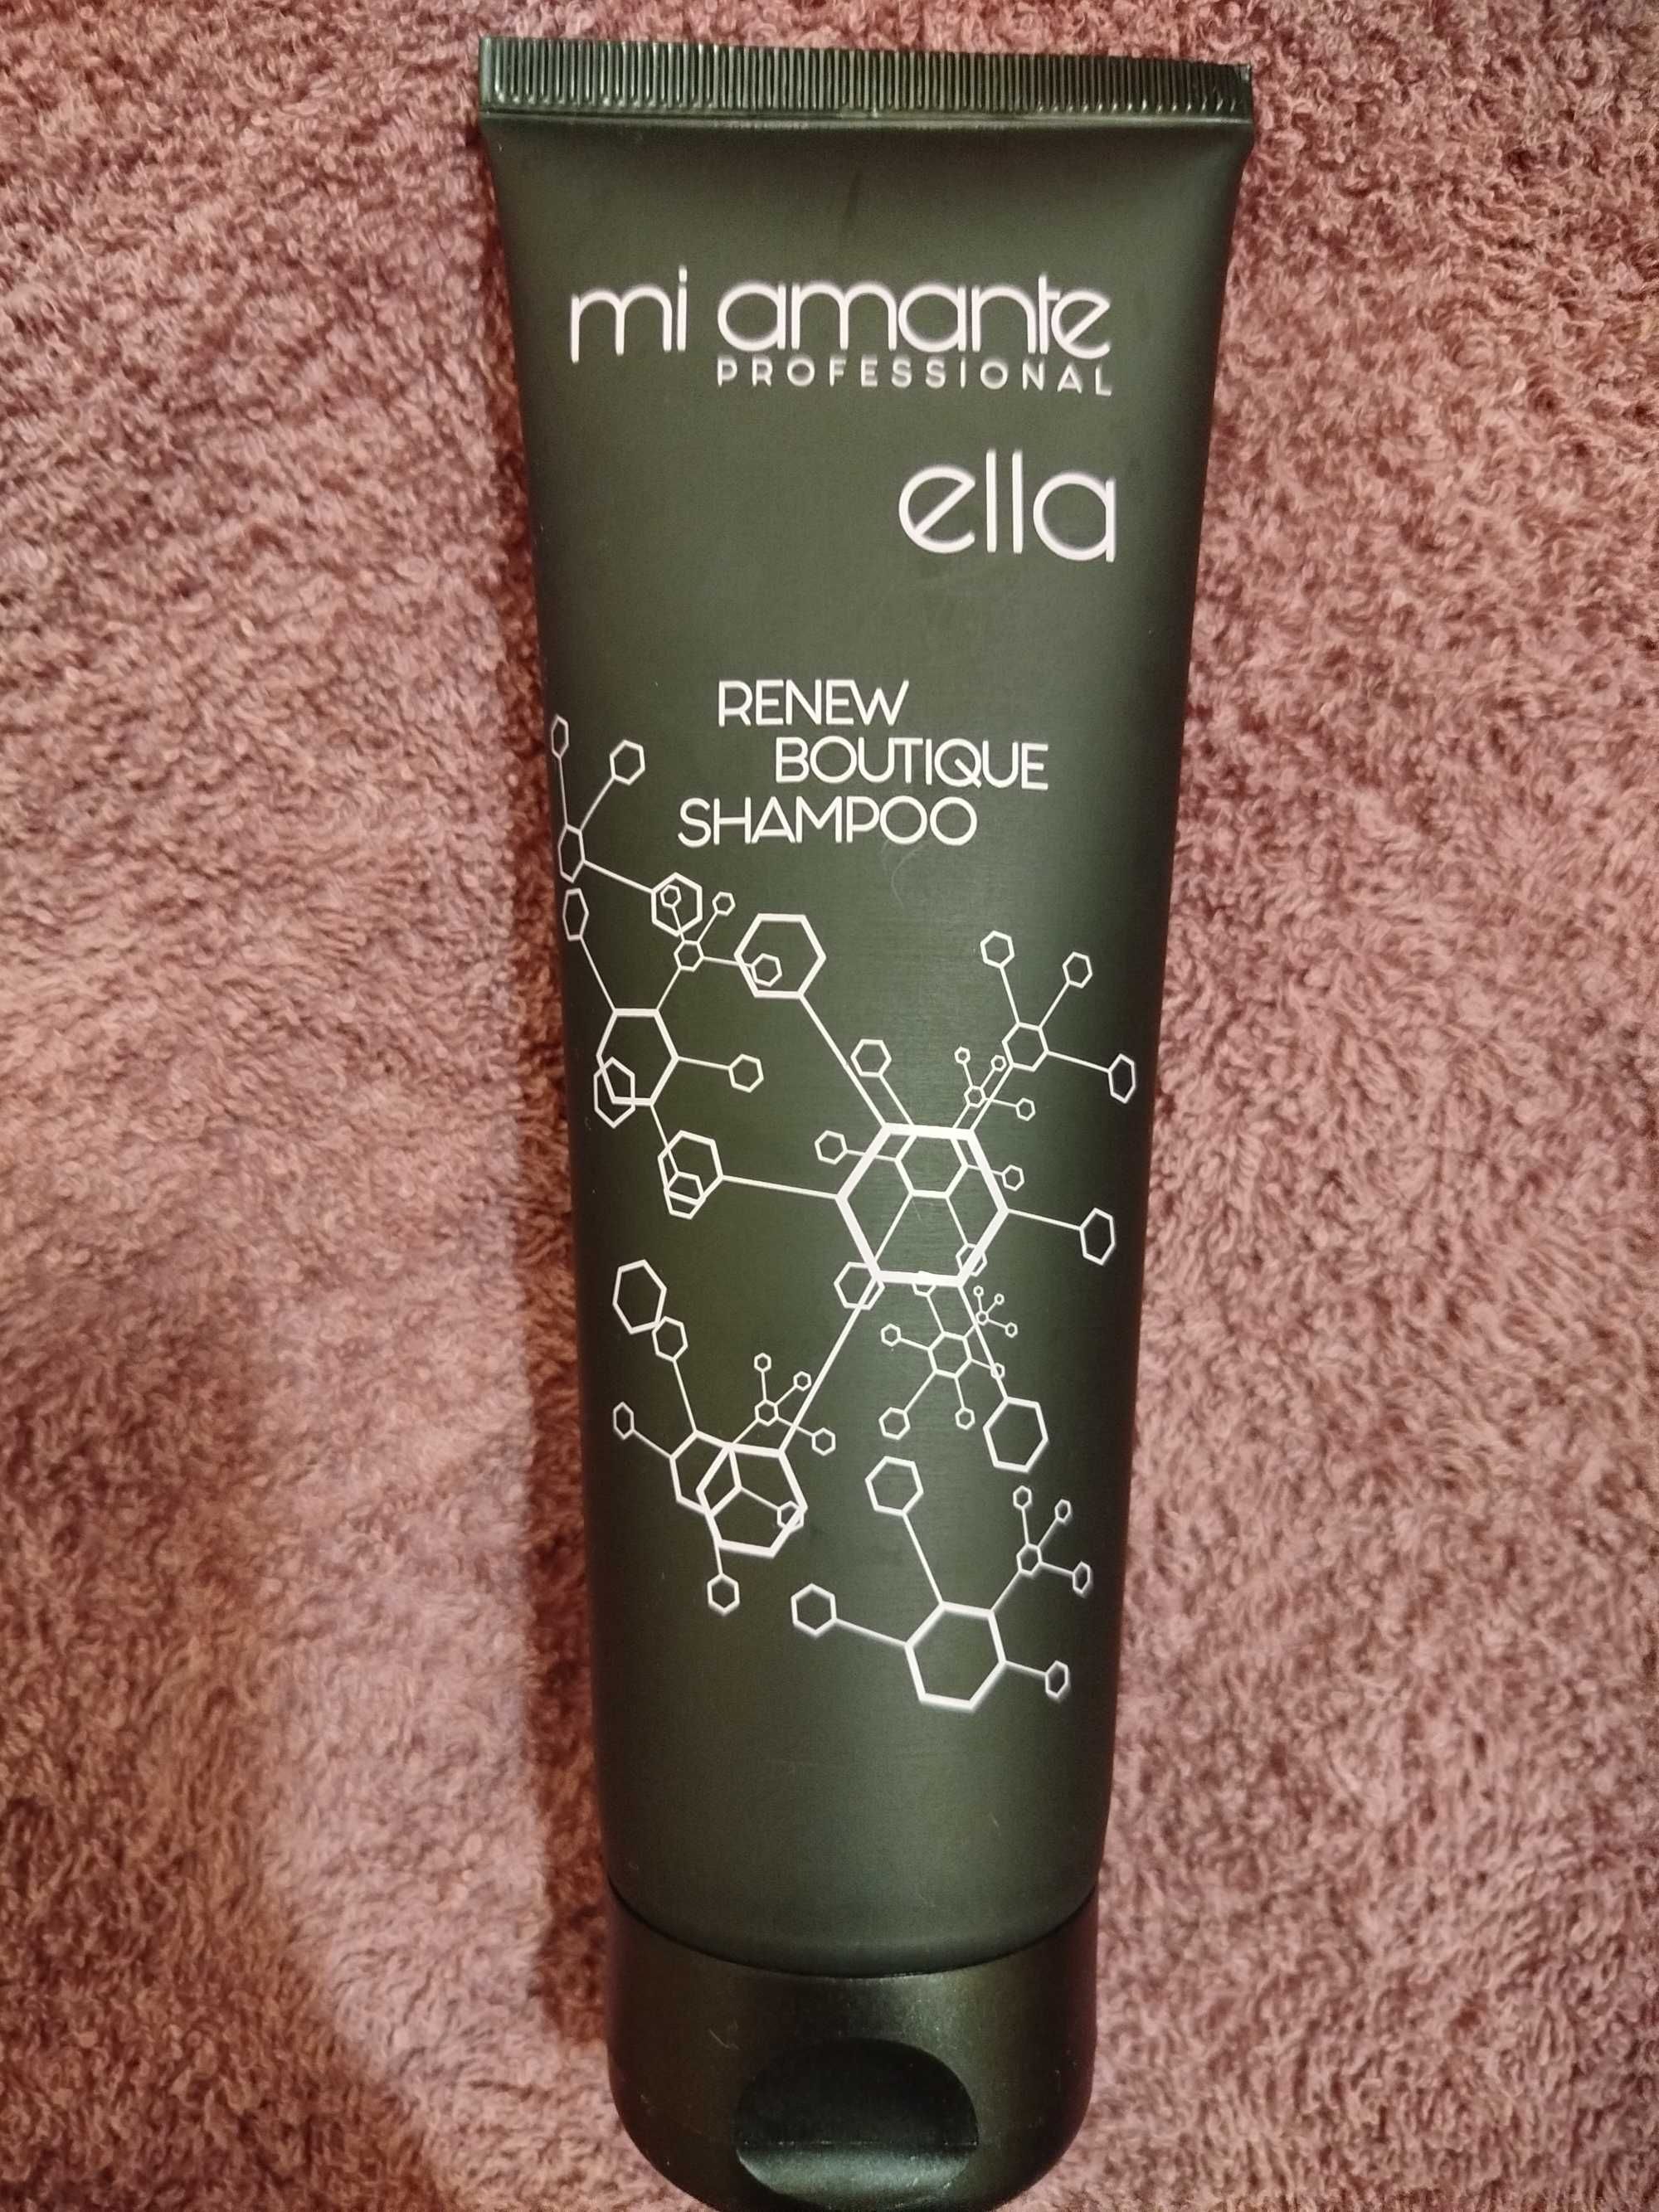 mi amante
PROFESSIONAL
ella
RENEW
BOUTIQUE
SHAMPOO